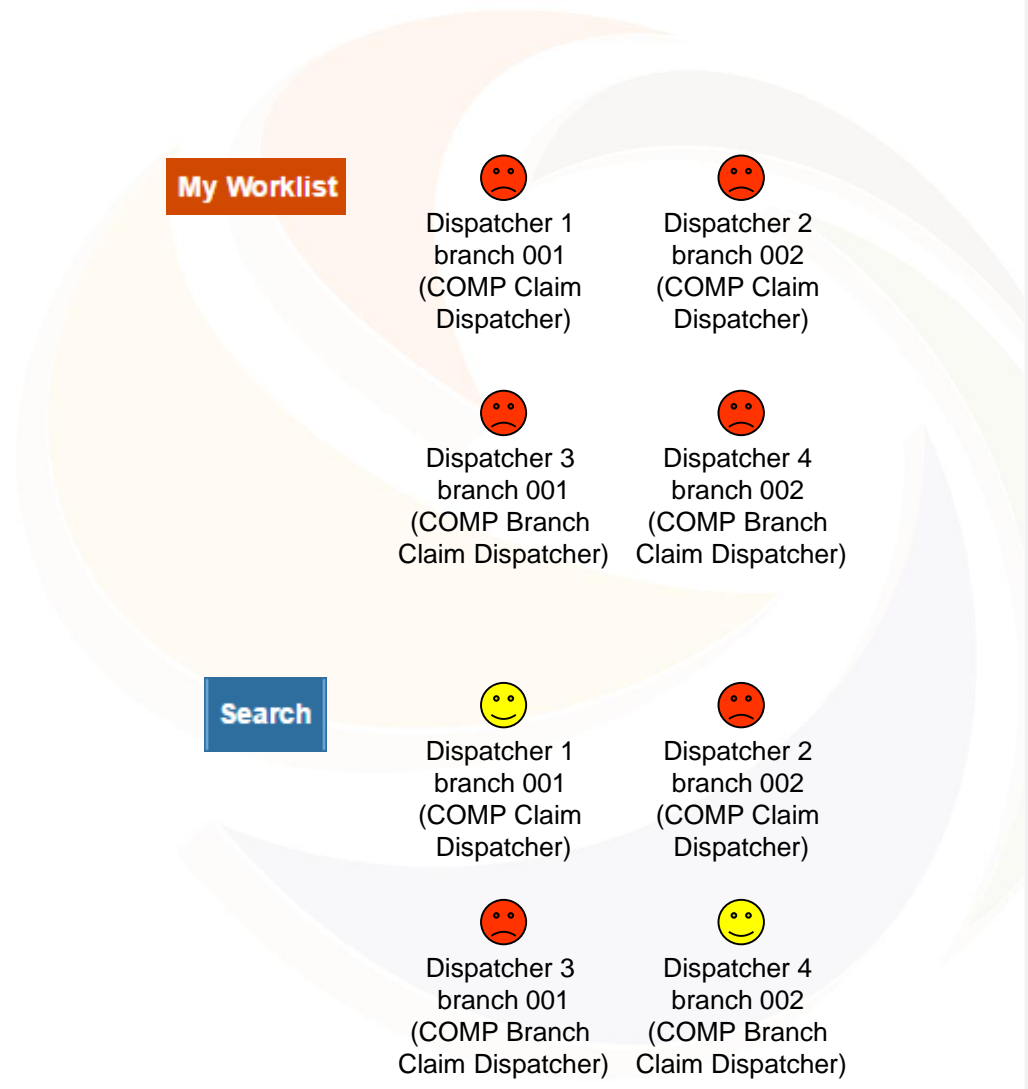 My Worklist
Dispatcher 1
branch 001
(COMP Claim
Dispatcher)
Dispatcher 2
branch 002
(COMP Claim
Dispatcher)
Dispatcher 3
branch 001
(COMP Branch
Claim Dispatcher)
Dispatcher 4
branch 002
(COMP Branch
Claim Dispatcher)
Search
Dispatcher 1
branch 001
(COMP Claim
Dispatcher)
Dispatcher 2
branch 002
(COMP Claim
Dispatcher)
Dispatcher 3
branch 001
(COMP Branch
Claim Dispatcher)
Dispatcher 4
branch 002
(COMP Branch
Claim Dispatcher)